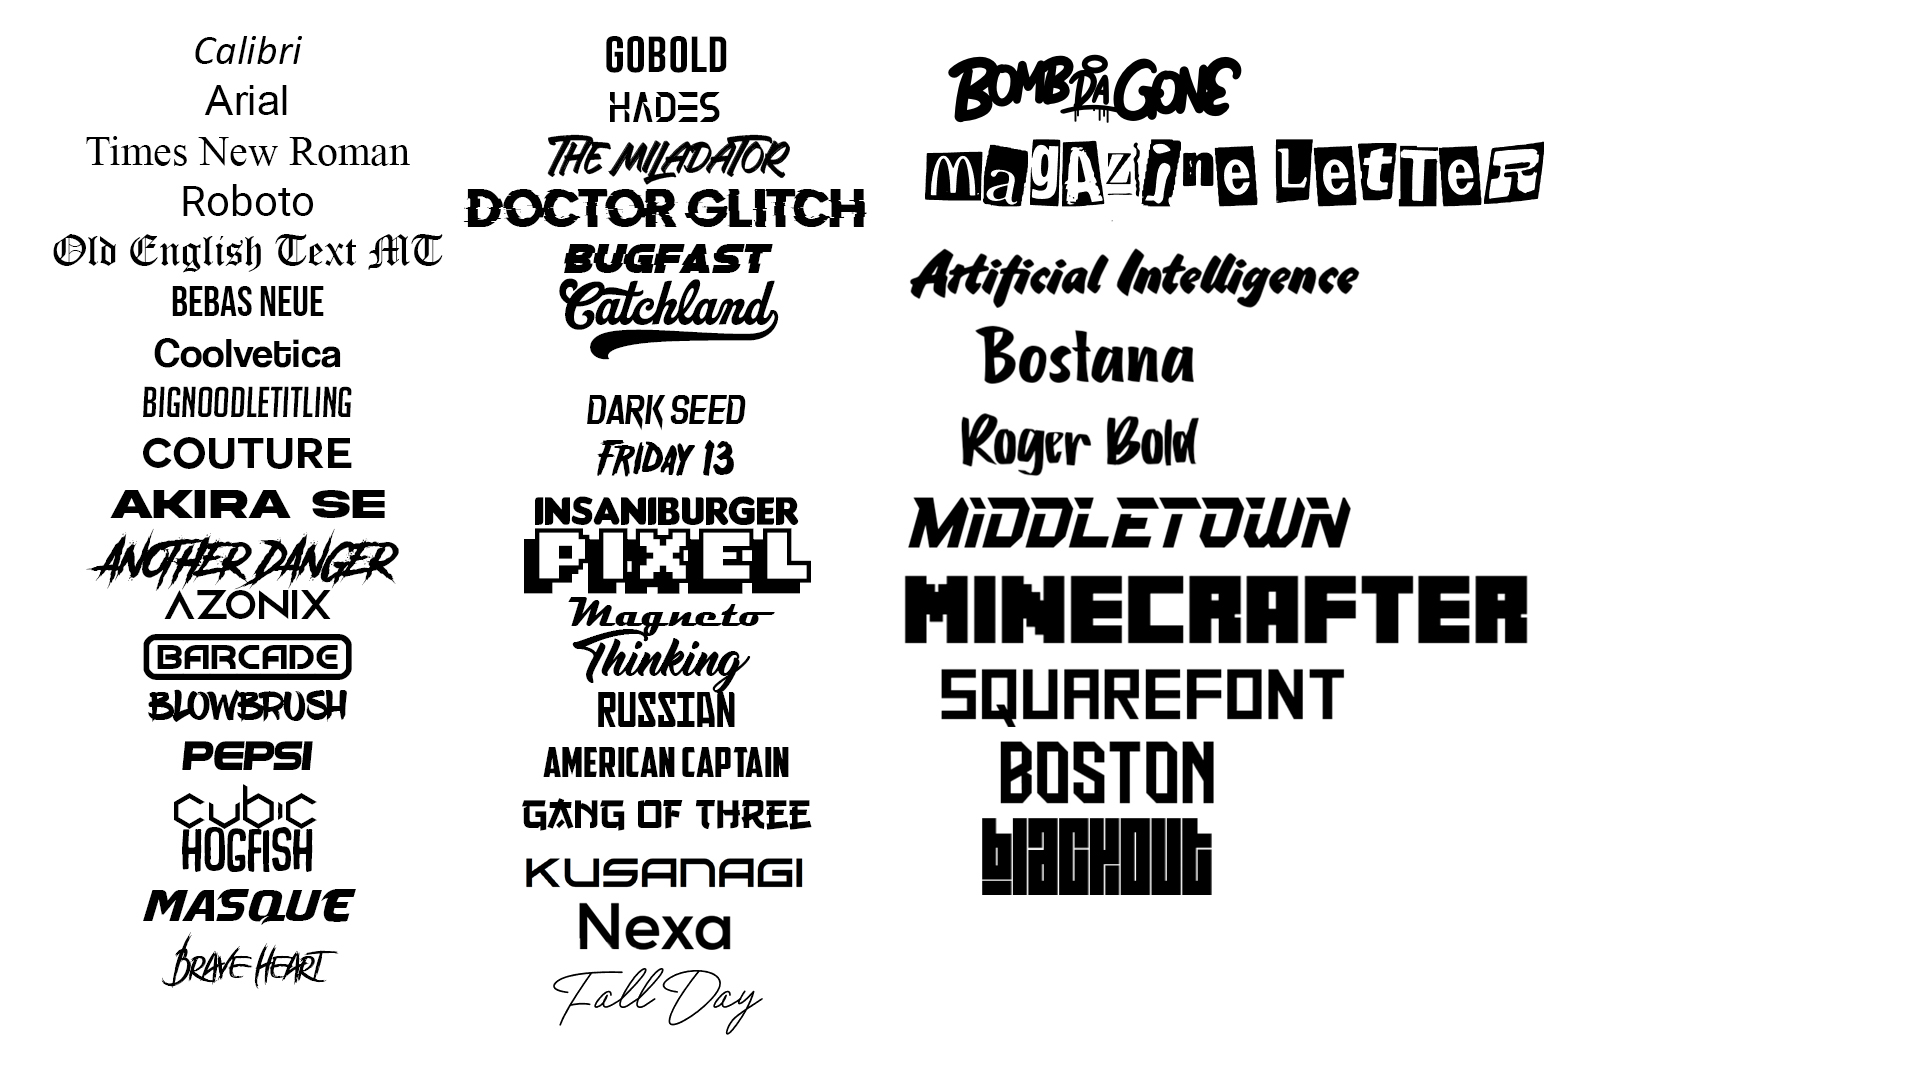 Calibri
Arial
Times New Roman
Roboto
Old English Text MT
BEBAS NEUE
Coolvetica
BIGNOODLETITLING
COUTURE
AKIRA SE
ANOTHER DANGER
AZONIX
BARCADE
BLOWBRUSH
PEPSI
cubic
HOGFISH
MASQUE
BRAVE HEART
GOBOLD
HADES
THE MILADATOR
DOCTOR GLITCH
BUGFAST
Catchland
DARK SEED
FRIDAY 13
INSANIBURGER
PIXEL
Magneto
Thinking
RUSSIAN
AMERICAN CAPTAIN
GANG OF THREE
KUSANAGI
Nexa
Fall Day
BOMB DA GONE
MagAZine LetTeR
Artificial Intelligence
Bostana
Roger Bold
MiDDLETOWN
MINECRAFTER
SQUAREFONT
BOSTON
blackout